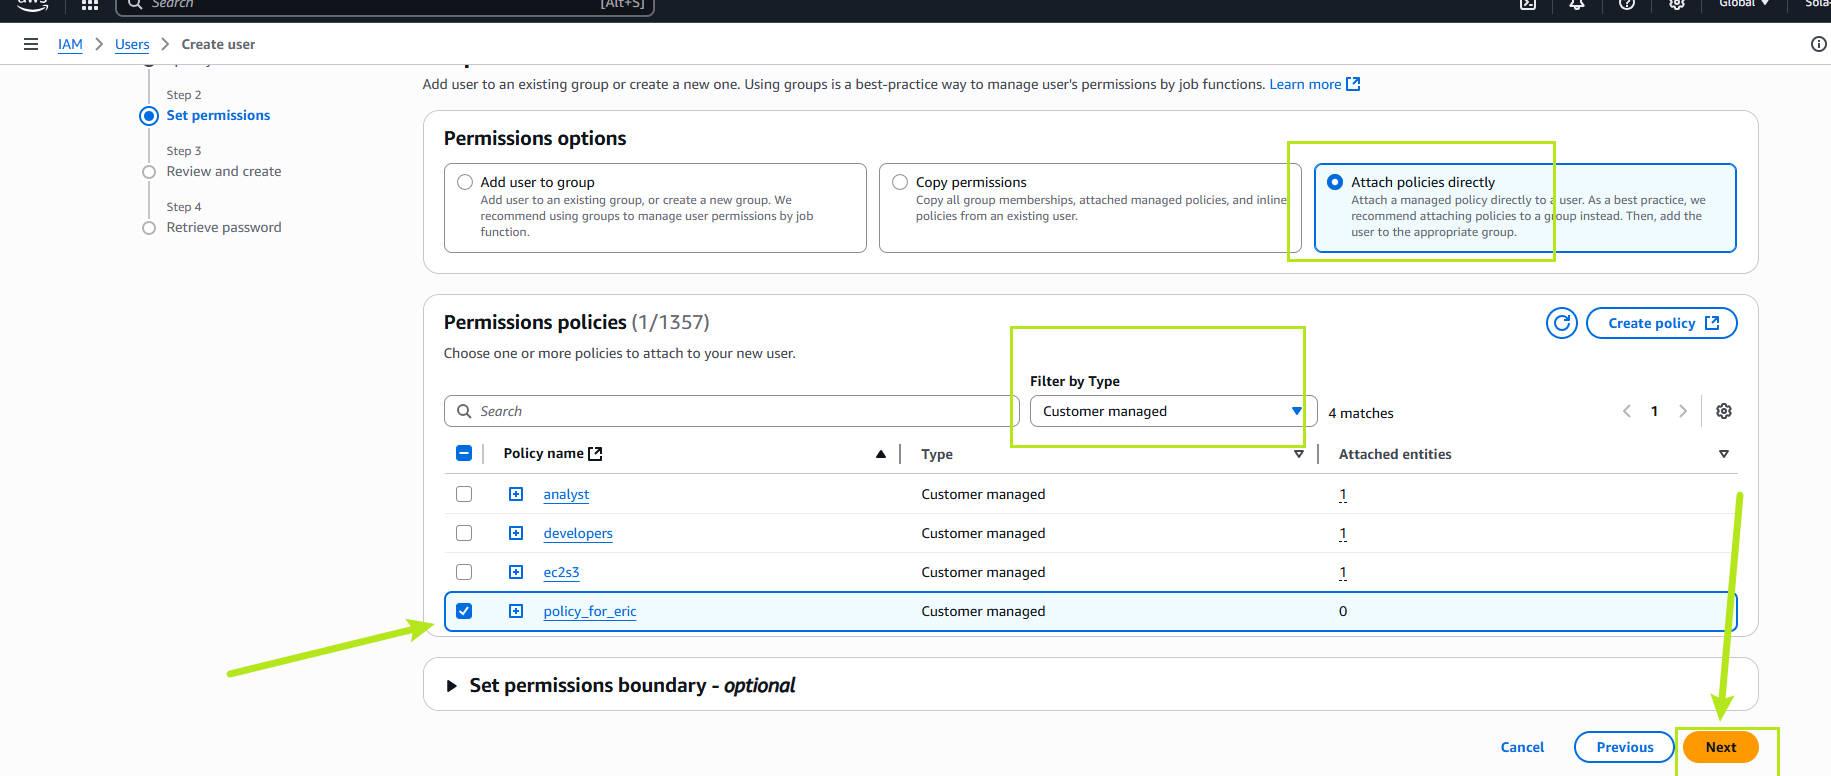 aws
Search
[Alt+S]
Global
Sola
IAM
Users
Create user
Add user to an existing group or create a new one. Using groups is a best-practice way to manage user's permissions by job functions. Learn more
Step 2
Set permissions
Step 3
Review and create
Step 4
Retrieve password
Permissions options
Add user to group
Add user to an existing group, or create a new group. We
recommend using groups to manage user permissions by job
function.
Copy permissions
Copy all group memberships, attached managed policies, and inline
policies from an existing user.
Attach policies directly
Attach a managed policy directly to a user. As a best practice, we
recommend attaching policies to a group instead. Then, add the
user to the appropriate group.
Permissions policies (1/1357)
Create policy
Choose one or more policies to attach to your new user.
Filter by Type
Search
Customer managed
4 matches
1
Policy name
Type
Attached entities
analyst
Customer managed
1
developers
Customer managed
1
ec2s3
Customer managed
1
policy_for_eric
Customer managed
0
Set permissions boundary - optional
Cancel
Previous
Next